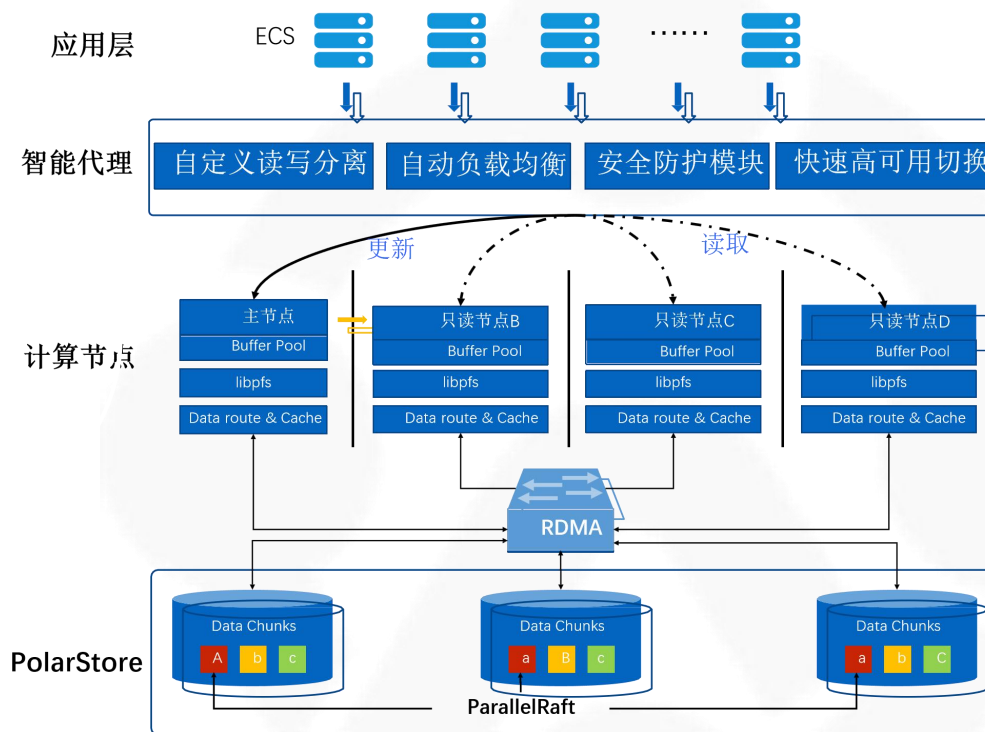 应用层
ECS
……
智能代理
自定义读写分离
自动负载均衡
安全防护模块
快速高可用切换
更新
读取
计算节点
主节点
Buffer Pool
libpfs
Data route & Cache
只读节点B
Buffer Pool
libpfs
Data route & Cache
只读节点C
Buffer Pool
libpfs
Data route & Cache
只读节点D
Buffer Pool
libpfs
Data route & Cache
RDMA
PolarStore
Data Chunks
A b c
Data Chunks
a B c
Data Chunks
a b C
ParallelRaft